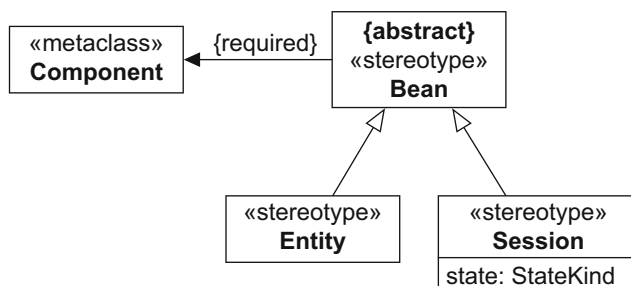 {abstract}
«metaclass» {required} «stereotype»
Component Bean
«stereotype» «stereotype»
Entity Session
state: StateKind